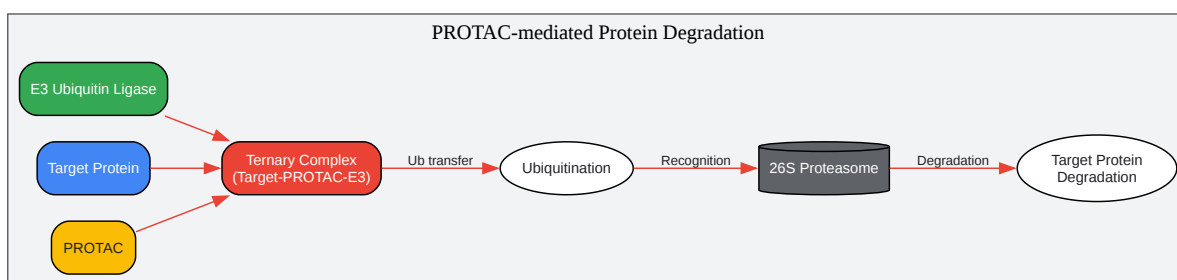 PROTAC-mediated Protein Degradation
E3 Ubiquitin Ligase
Target Protein
PROTAC
Ternary Complex
(Target-PROTAC-E3)
Ub transfer
Ubiquitination
Recognition
26S Proteasome
Degradation
Target Protein
Degradation